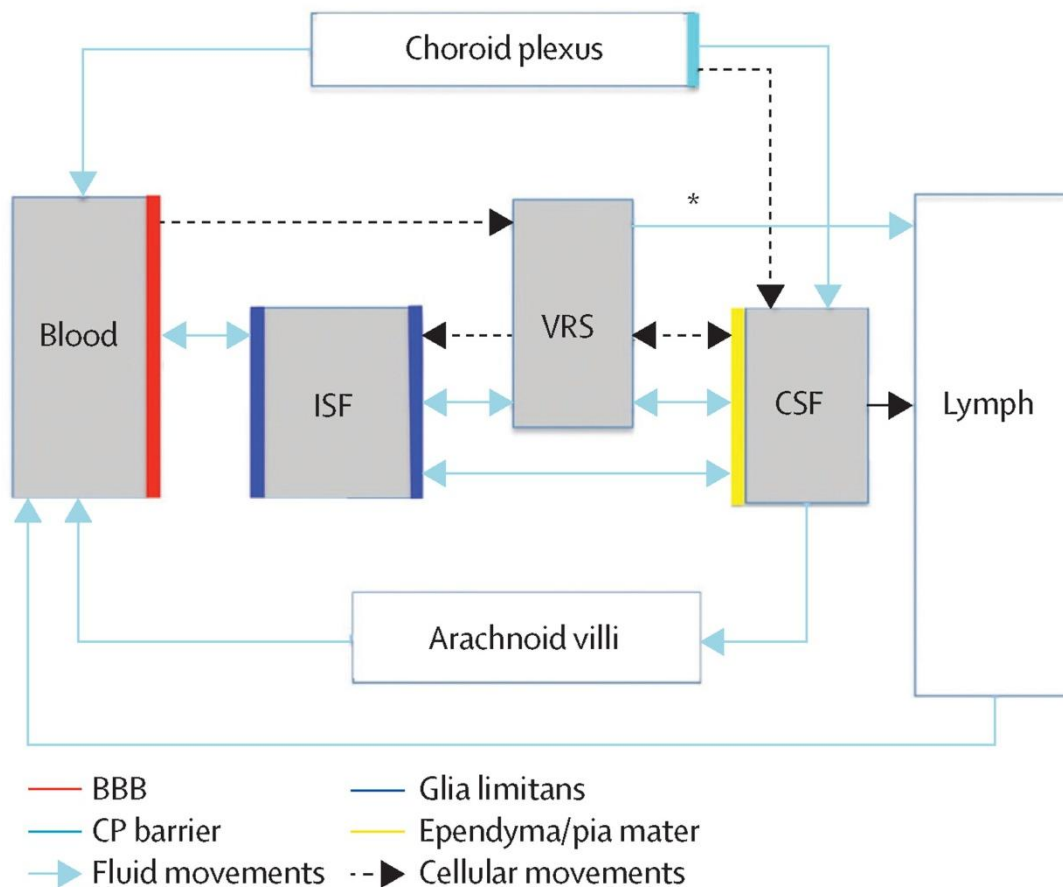 Choroid plexus
*
Blood
VRS
ISF
CSF
Lymph
Arachnoid villi
BBB
Glia limitans
CP barrier
Ependyma/pia mater
Fluid movements
Cellular movements